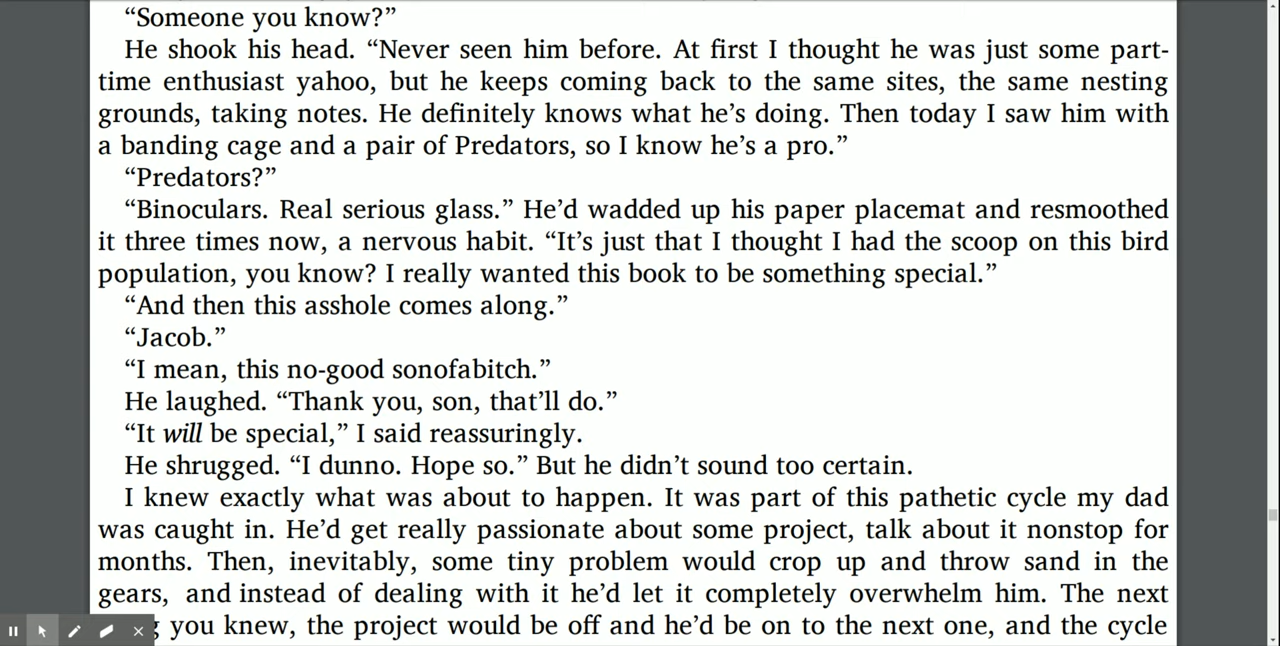 “Someone you know?”
He shook his head. “Never seen him before. At first I thought he was just some part-
time enthusiast yahoo, but he keeps coming back to the same sites, the same nesting
grounds, taking notes. He definitely knows what he’s doing. Then today I saw him with
a banding cage and a pair of Predators, so I know he’s a pro.”
“Predators?”
“Binoculars. Real serious glass.” He’d wadded up his paper placemat and resmoothed
it three times now, a nervous habit. “It’s just that I thought I had the scoop on this bird
population, you know? I really wanted this book to be something special.”
“And then this asshole comes along.”
“Jacob.”
“I mean, this no-good sonofabitch.”
He laughed. “Thank you, son, that’ll do.”
“It will be special,” I said reassuringly.
He shrugged. “I dunno. Hope so.” But he didn’t sound too certain.
I knew exactly what was about to happen. It was part of this pathetic cycle my dad
was caught in. He’d get really passionate about some project, talk about it nonstop for
months. Then, inevitably, some tiny problem would crop up and throw sand in the
gears, and instead of dealing with it he’d let it completely overwhelm him. The next
you knew, the project would be off and he’d be on to the next one, and the cycle